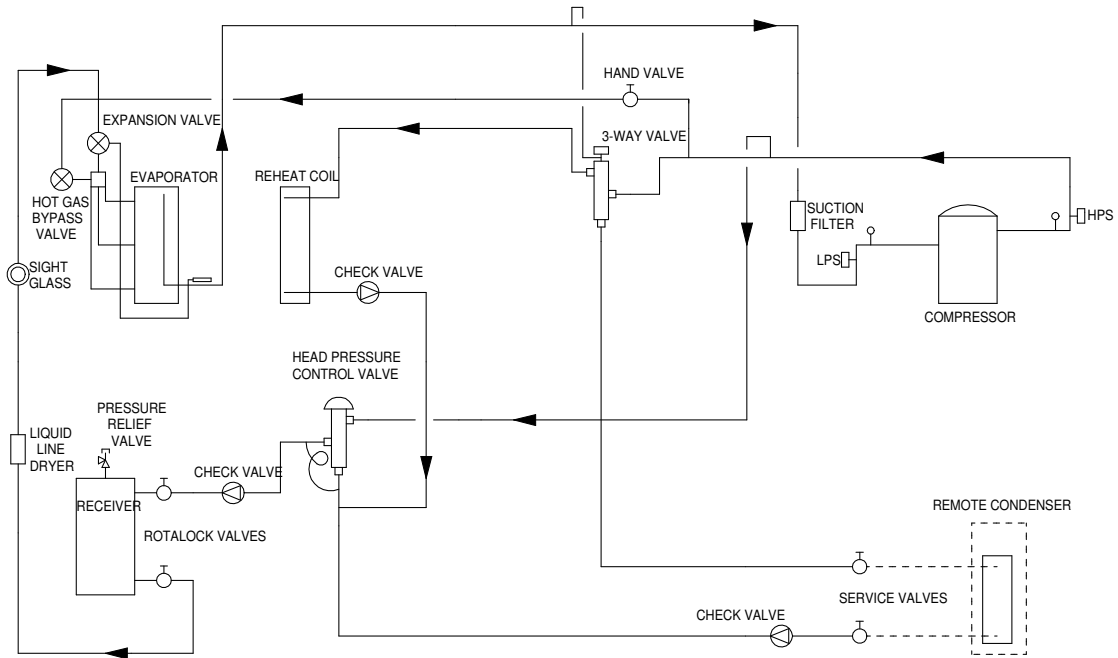 HAND VALVE
EXPANSION VALVE
3-WAY VALVE
EVAPORATOR
REHEAT COIL
HOT GAS
BYPASS
VALVE
SUCTION
FILTER
HPS
LPS
SIGHT
GLASS
CHECK VALVE
COMPRESSOR
HEAD PRESSURE
CONTROL VALVE
PRESSURE
RELIEF
VALVE
LIQUID
LINE
DRYER
CHECK VALVE
RECEIVER
ROTALOCK VALVES
REMOTE CONDENSER
SERVICE VALVES
CHECK VALVE